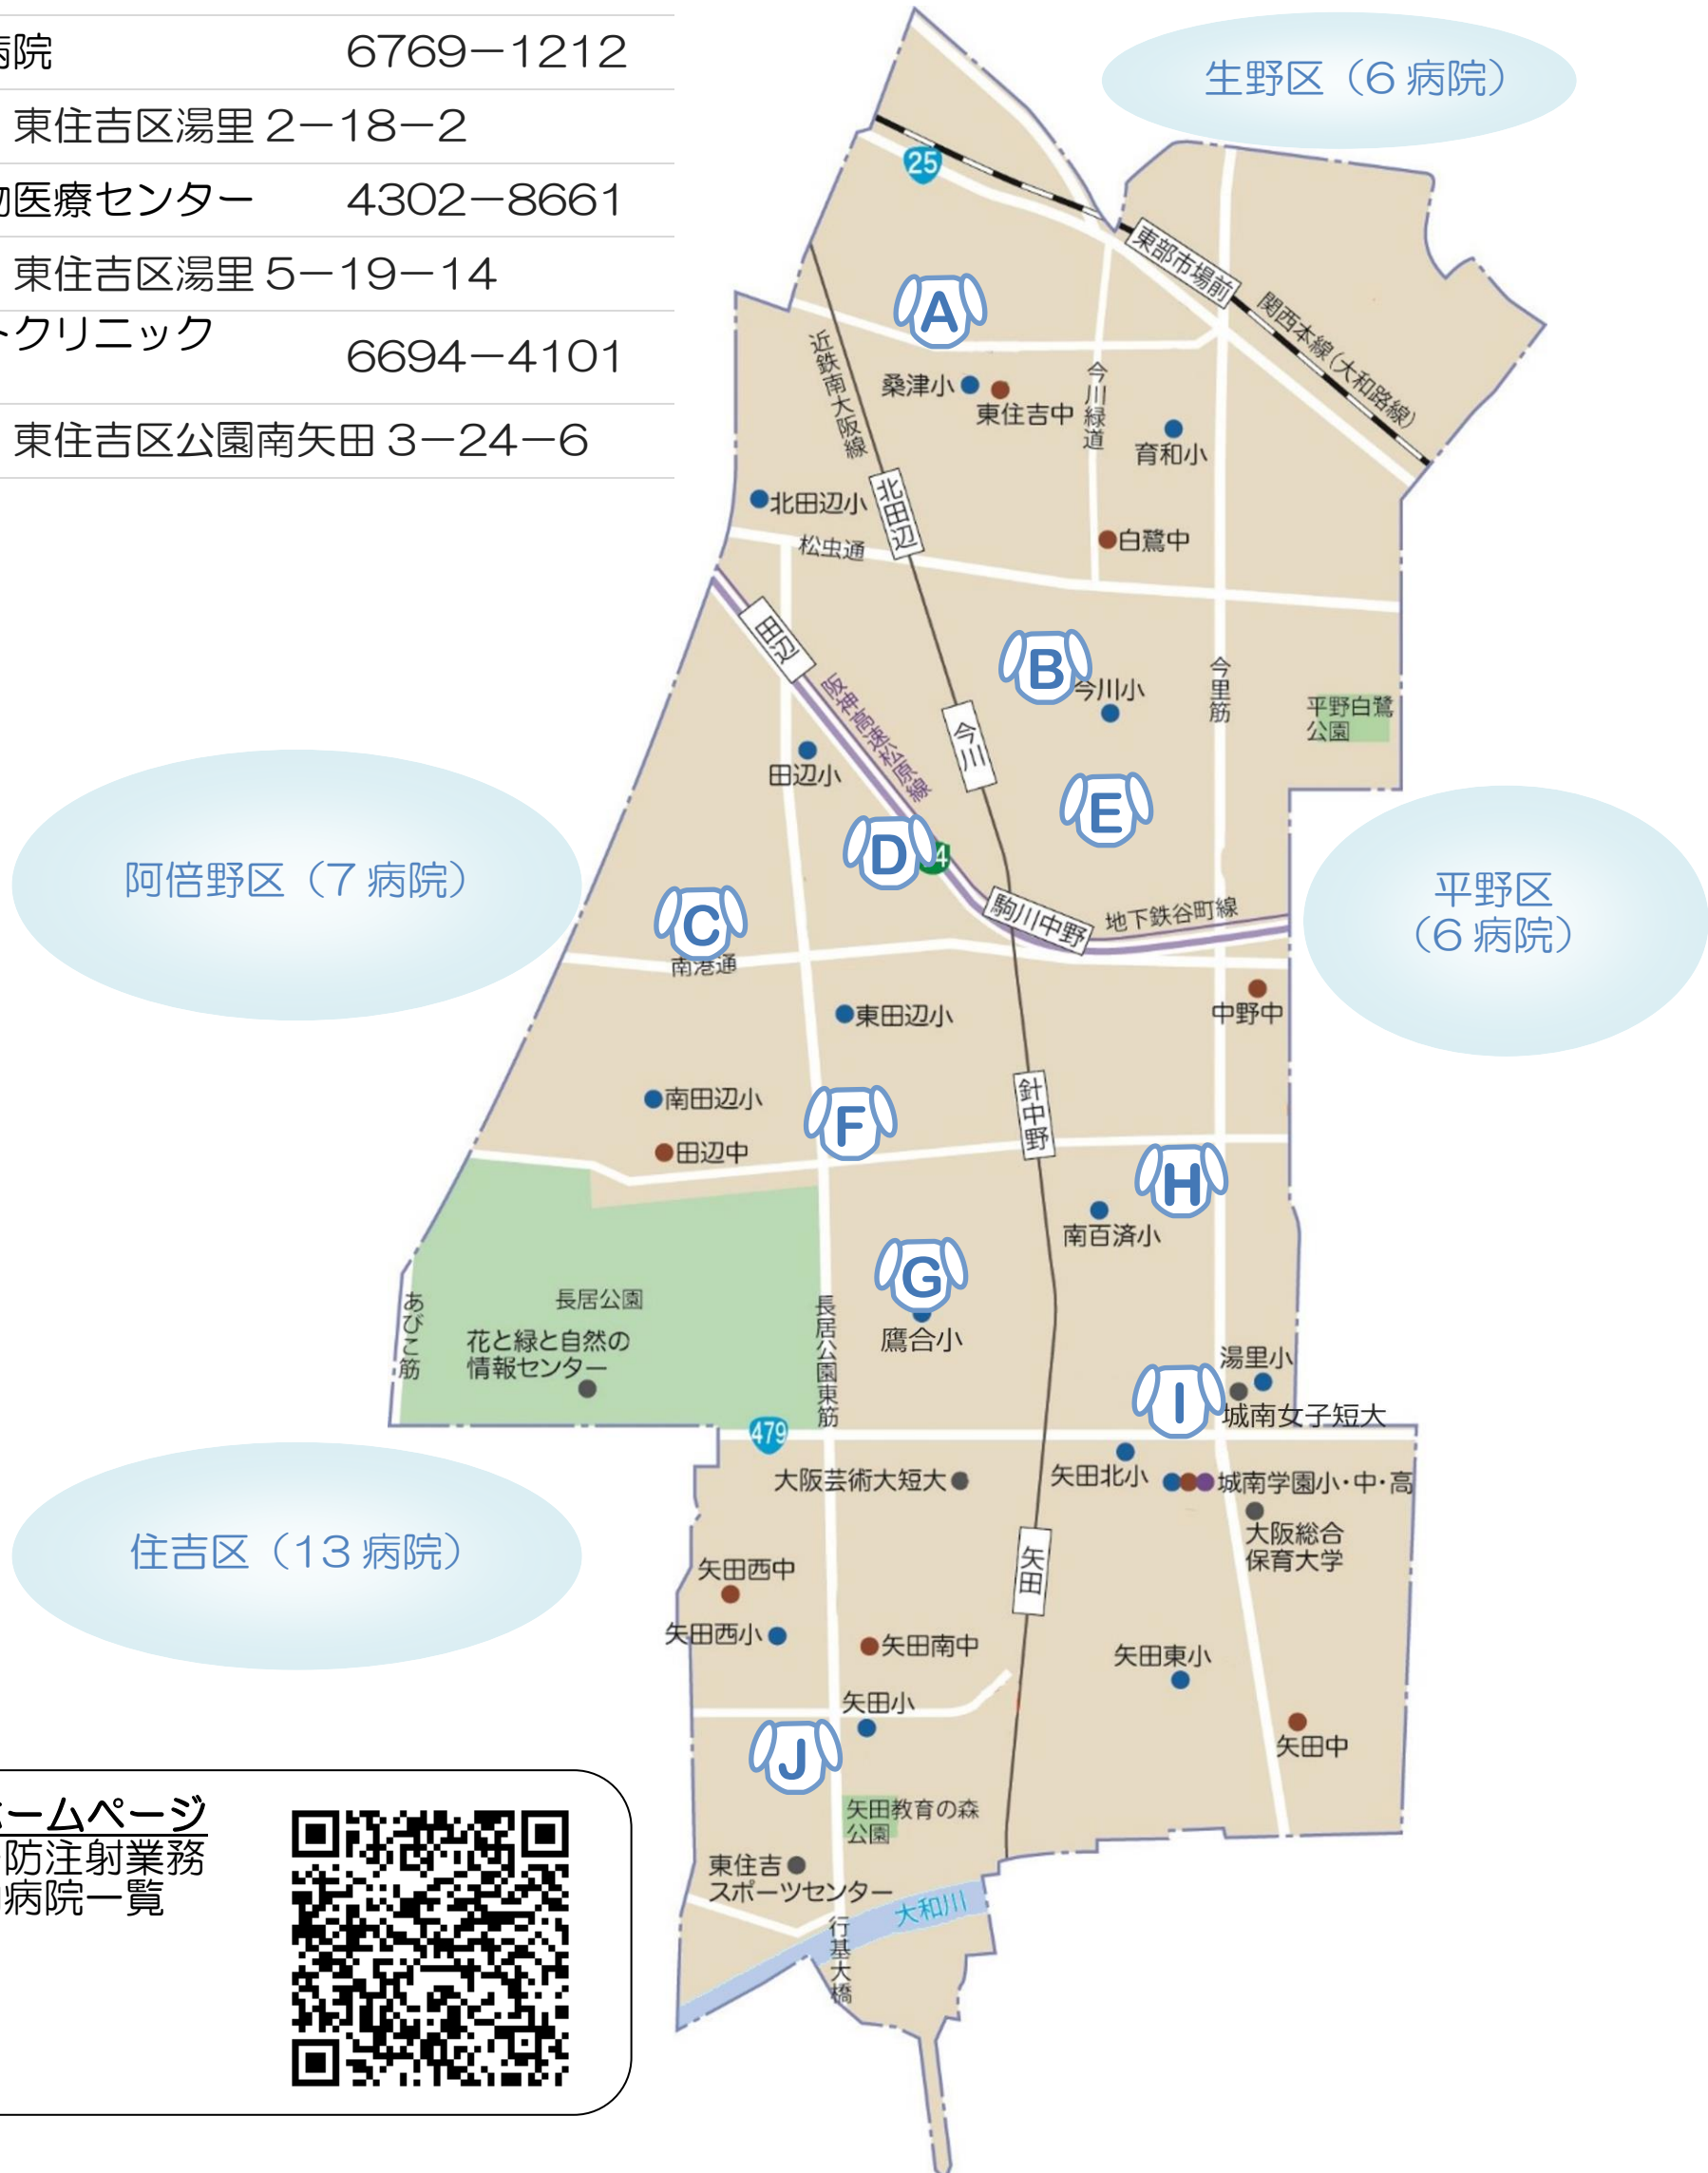 病院 6769－1212
東住吉区湯里 2－18－2
物医療センター 4302－8661
東住吉区湯里 5－19－14
トクリニック 6694－4101
東住吉区公園南矢田 3－24－6
生野区（6 病院）
25
東部市場前
関西本線(大和路線)
A
近鉄南大阪線
桑津小
東住吉中
今川緑道
育和小
北田辺小
北田辺
松虫通
白鷺中
田辺
阪神高速松原線
B
今川小
今里筋
平野白鷺
公園
今川
田辺小
E
D
4
阿倍野区（7 病院）
平野区
（6 病院）
C
南港通
駒川中野
地下鉄谷町線
中野中
東田辺小
南田辺小
F
針中野
田辺中
H
南百済小
G
鷹合小
長居公園
花と緑と自然の
情報センター
あびこ筋
長居公園東筋
湯里小
I
城南女子短大
479
大阪芸術大短大
矢田北小
城南学園小・中・高
大阪総合
保育大学
住吉区（13 病院）
矢田
矢田西中
矢田西小
矢田南中
矢田東小
矢田小
矢田中
J
矢田教育の森
公園
東住吉
スポーツセンター
大和川
行基大橋
ホームページ
防注射業務
病院一覧